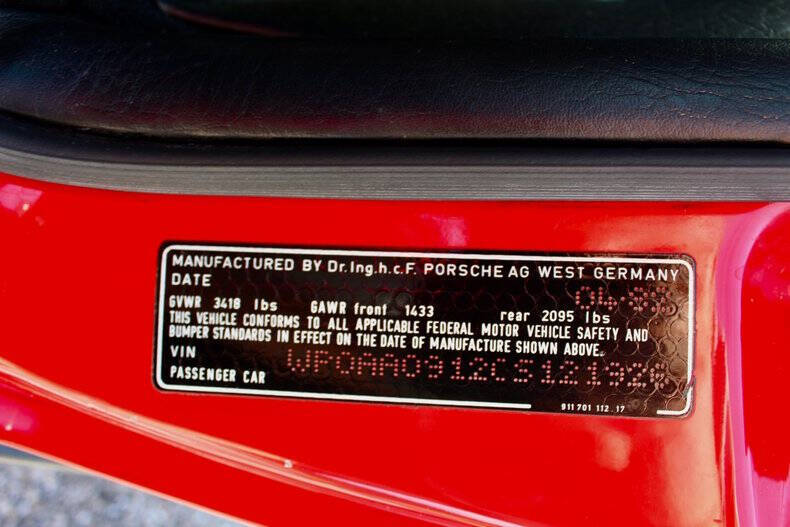 MANUFACTURED BY Dr.Ing.h.c.F. PORSCHE AG WEST GERMANY
DATE
GVWR 3418 lbs GAWR front 1433 rear 2095 lbs
THIS VEHICLE CONFORMS TO ALL APPLICABLE FEDERAL MOTOR VEHICLE SAFETY AND
BUMPER STANDARDS IN EFFECT ON THE DATE OF MANUFACTURE SHOWN ABOVE.
VIN WP0AA0912CS121928
PASSENGER CAR
911 701 112.17